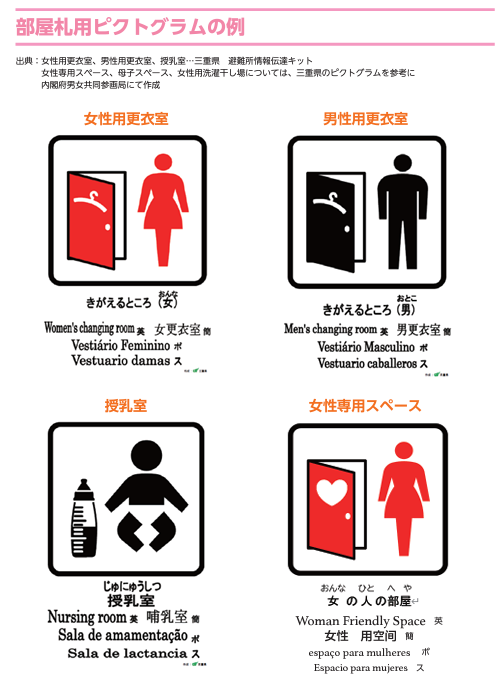 部屋札用ピクトグラムの例
出典：女性用更衣室、男性用更衣室、授乳室…三重県　避難所情報伝達キット
女性専用スペース、母子スペース、女性用洗濯干し場については、三重県のピクトグラムを参考に
内閣府男女共同参画局にて作成
女性用更衣室
おんな
きがえるところ（女）
Women's changing room 英　女更衣室 簡
Vestiário Feminino ポ
Vestuario damas ス
男性用更衣室
おとこ
きがえるところ（男）
Men's changing room 英　男更衣室 簡
Vestiário Masculino ポ
Vestuario caballeros ス
授乳室
じゅにゅうしつ
授乳室
Nursing room 英　哺乳室 簡
Sala de amamentação ポ
Sala de lactancia ス
女性専用スペース
おんな　ひと　へ　や
女 の 人 の 部屋↵
Woman Friendly Space　英
女性　用空间　簡
espaço para mulheres　ポ
Espacio para mujeres　ス